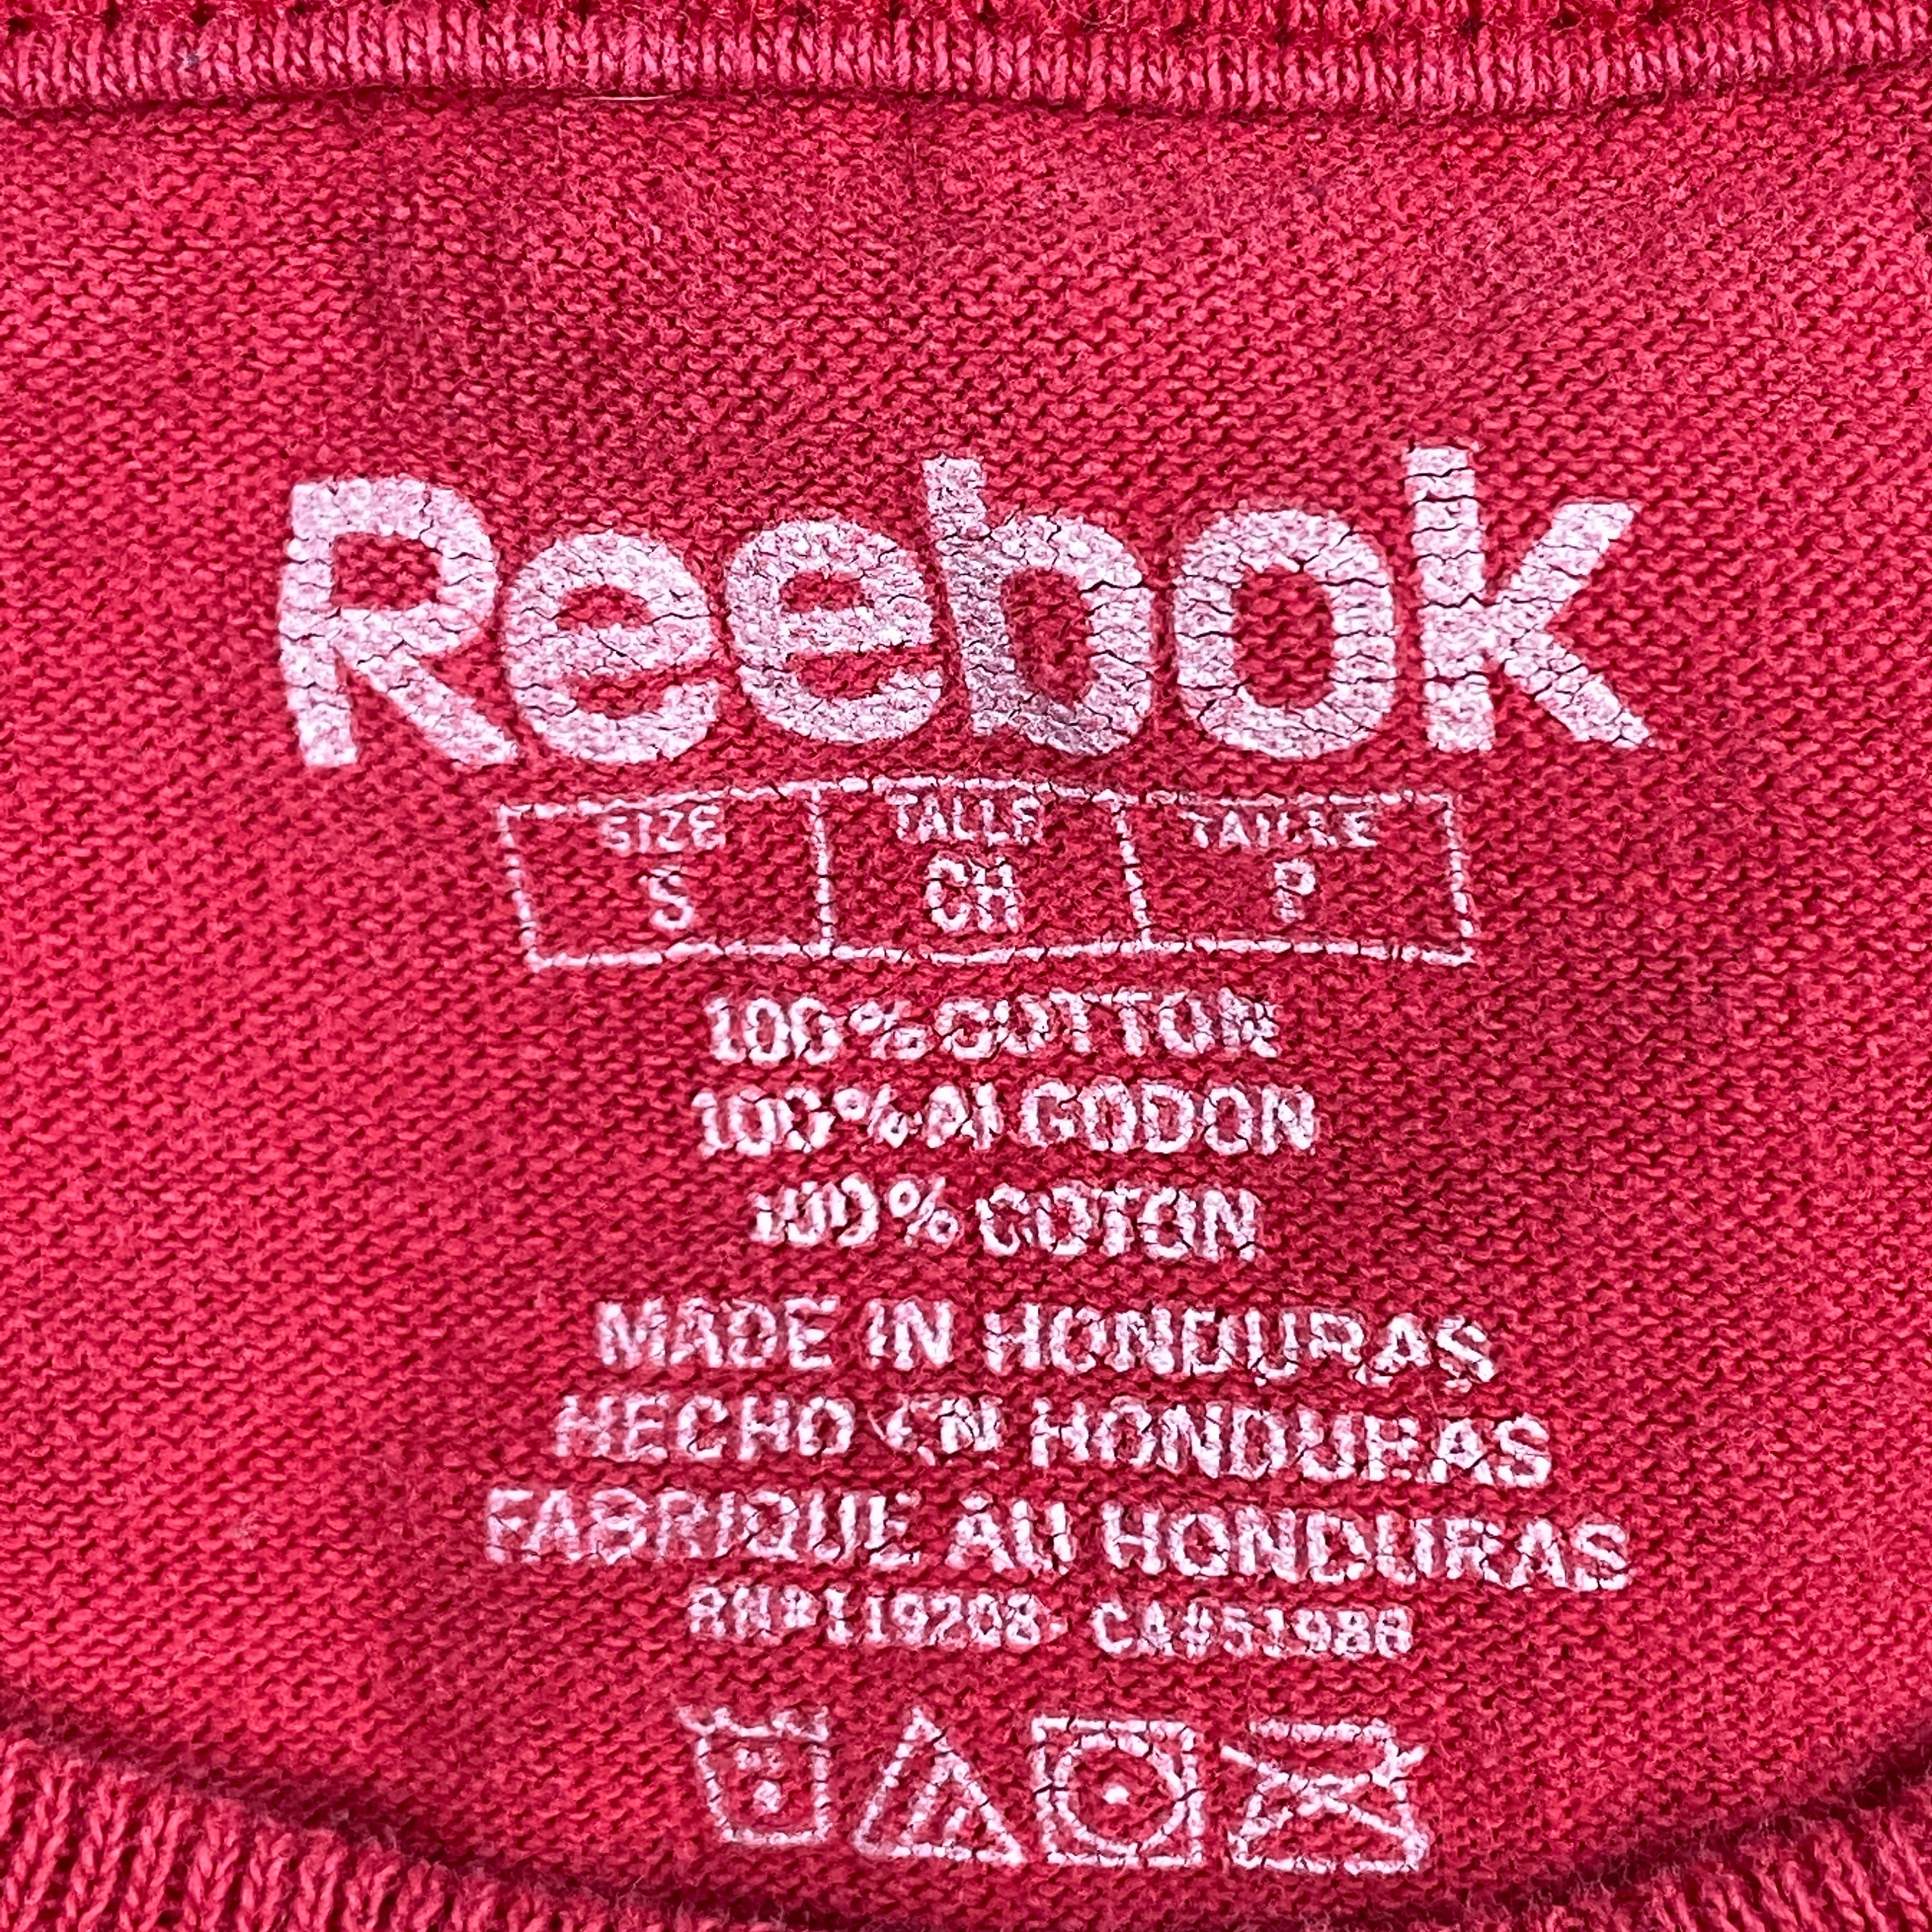 Reebok
SIZE TALLE TAILLE
S CH P
100% COTTON
100% ALGODON
100% COTON
MADE IN HONDURAS
HECHO EN HONDURAS
FABRIQUE AU HONDURAS
RN#119208 CA#51988